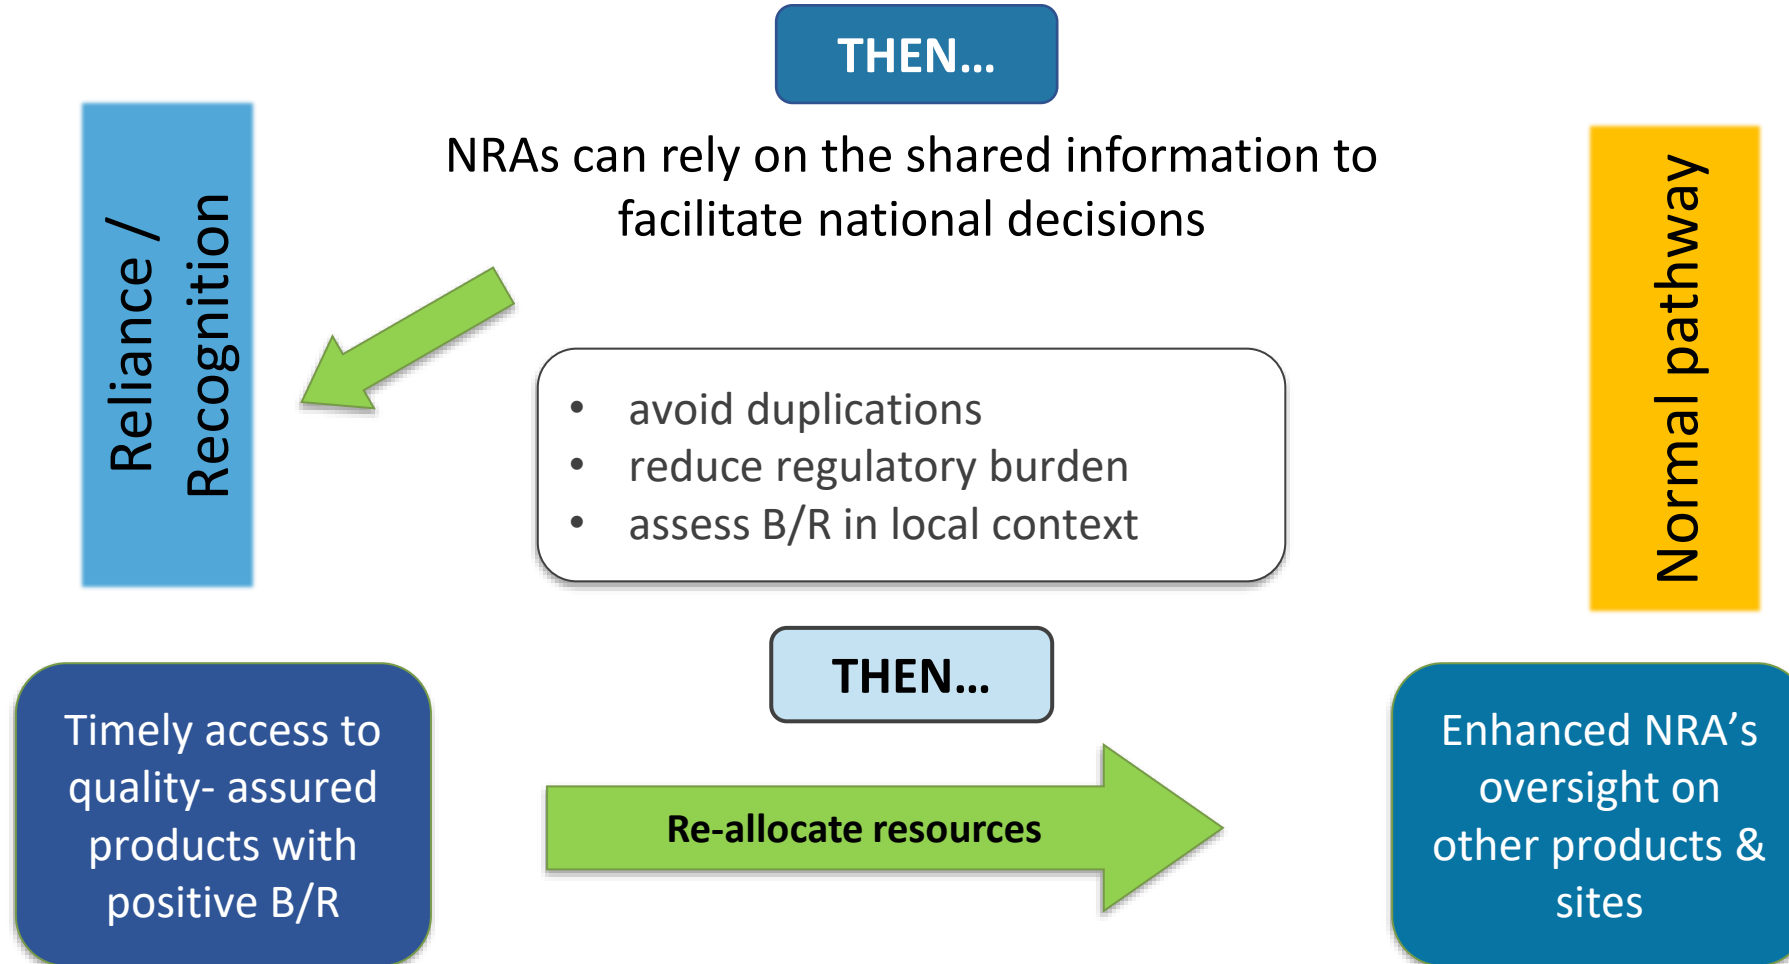 THEN…
NRAs can rely on the shared information to
facilitate national decisions
Reliance /
Recognition
Normal pathway
• avoid duplications
• reduce regulatory burden
• assess B/R in local context
THEN…
Timely access to
quality- assured
products with
positive B/R
Re-allocate resources
Enhanced NRA’s
oversight on
other products &
sites